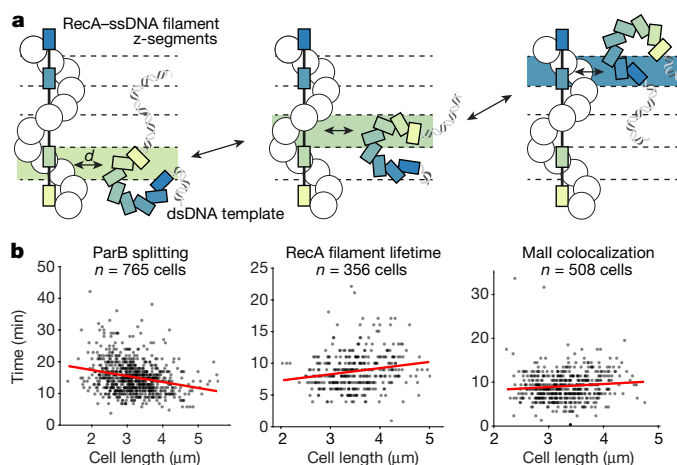 a
RecA–ssDNA filament
z-segments
d
dsDNA template
b
ParB splitting
n = 765 cells
RecA filament lifetime
n = 356 cells
MalI colocalization
n = 508 cells
Time (min)
50
40
30
20
10
0
2
3
4
5
Cell length (μm)
25
20
15
10
5
0
2
3
4
5
Cell length (μm)
30
20
10
0
3
4
5
Cell length (μm)